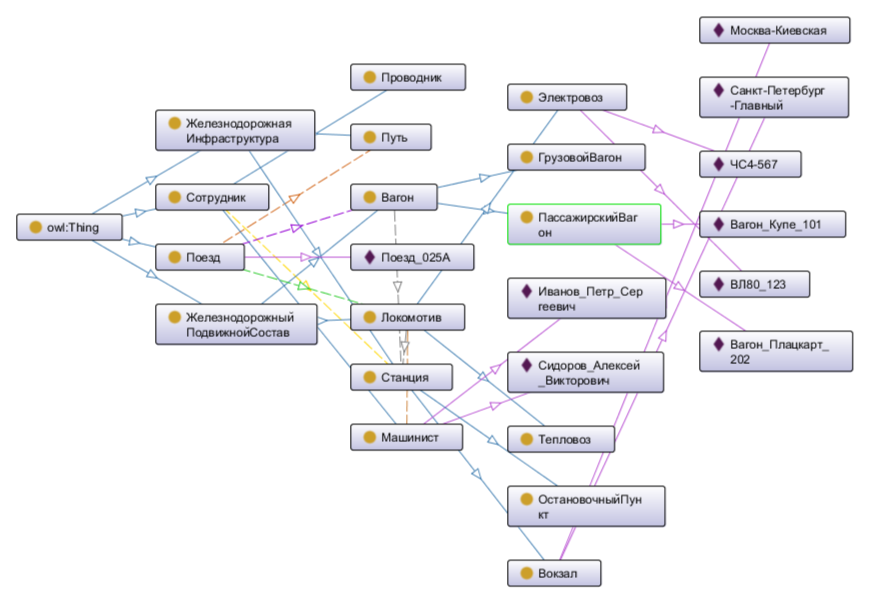 owl:Thing
Железнодорожная
Инфраструктура
Сотрудник
Поезд
Железнодорожный
ПодвижнойСостав
Проводник
Путь
Вагон
Поезд_025А
Локомотив
Станция
Машинист
Электровоз
ГрузовойВагон
ПассажирскийВаг
он
Иванов_Петр_Сер
геевич
Сидоров_Алексей
_Викторович
Тепловоз
ОстановочныйПун
кт
Вокзал
Москва-Киевская
Санкт-Петербург
-Главный
ЧС4-567
Вагон_Купе_101
ВЛ80_123
Вагон_Плацкарт_
202